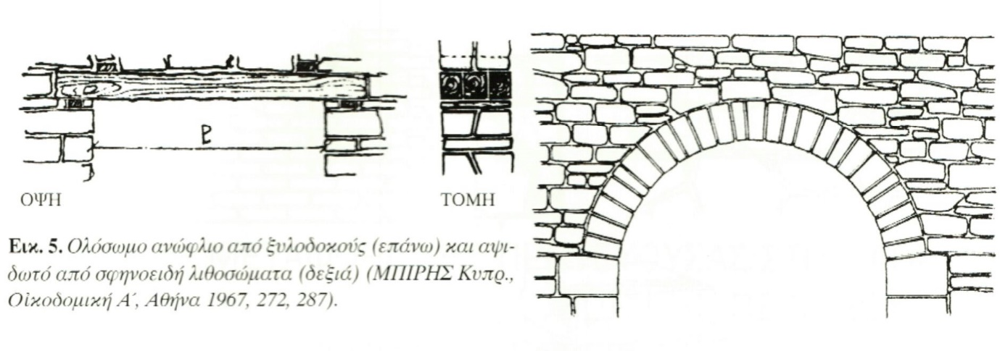 ΟΨΗ
ΤΟΜΗ
Εικ. 5. Ολόσωμο ανώφλιο από ξυλοδοκούς (επάνω) και αψι-
δωτό από σφηνοειδή λιθοσώματα (δεξιά) (ΜΠΙΡΗΣ Κυπρ.,
Οἰκοδομική Α΄, Αθήνα 1967, 272, 287).